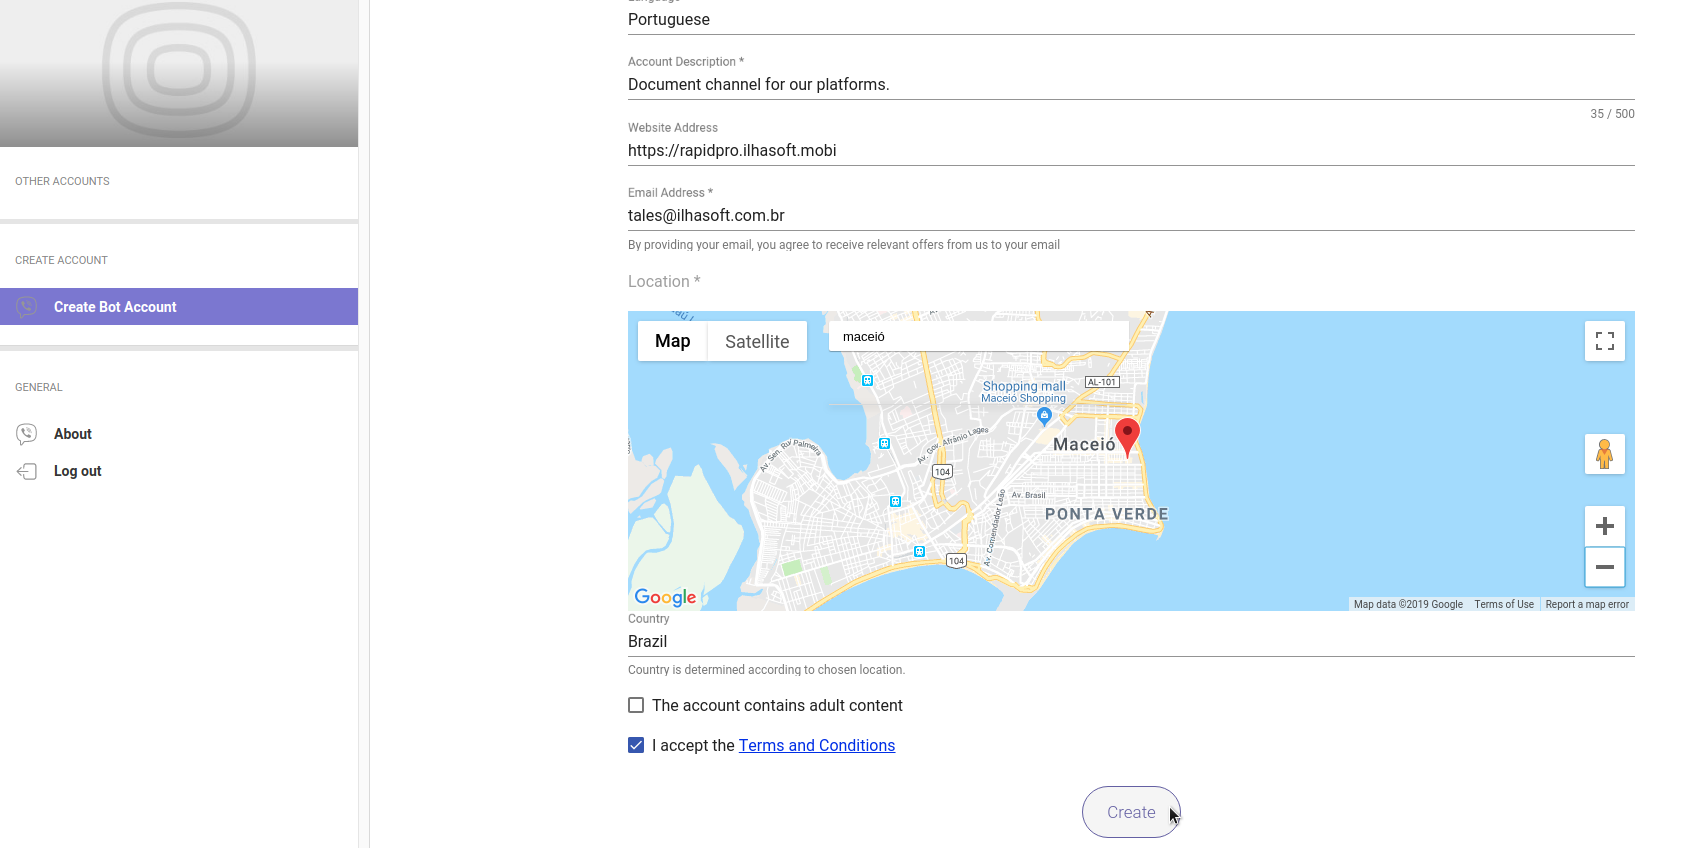 Language
Portuguese
Account Description *
Document channel for our platforms.
35 / 500
Website Address
https://rapidpro.ilhasoft.mobi
Email Address *
tales@ilhasoft.com.br
By providing your email, you agree to receive relevant offers from us to your email
Location *
OTHER ACCOUNTS
CREATE ACCOUNT
Create Bot Account
GENERAL
About
Log out
Map
Satellite
maceió
AL-101
Shopping mall
Maceió Shopping
Maceió
Av. Gov. Afrânio Lages
Av. Sen. Rui Palmeira
104
Av. Brasil
Av. Comendador Leão
PONTA VERDE
104
Google
Map data ©2019 Google
Terms of Use
Report a map error
Country
Brazil
Country is determined according to chosen location.
The account contains adult content
I accept the Terms and Conditions
Create